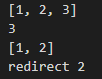 [1, 2, 3]
3
[1, 2]
redirect 2